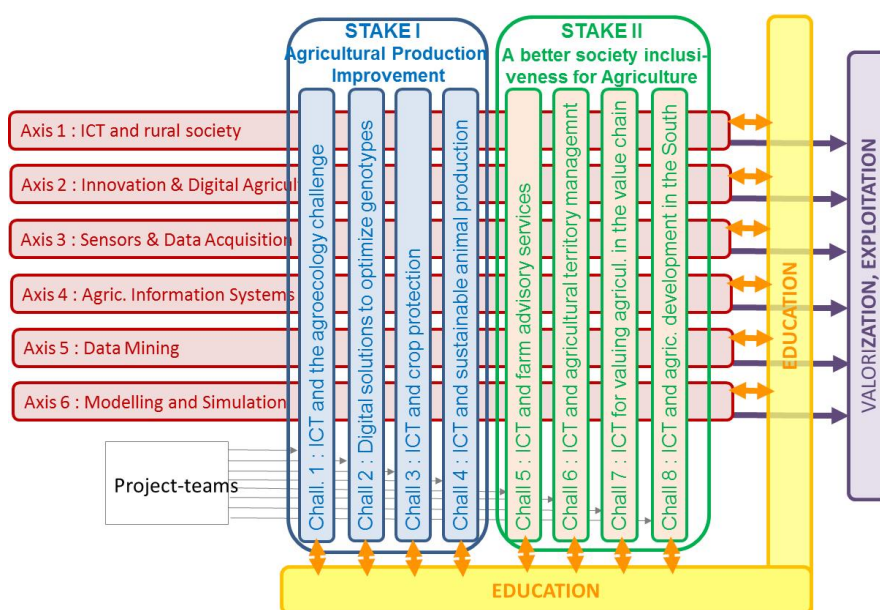 STAKE I
Agricultural Production
Improvement
STAKE II
A better society inclusi-
veness for Agriculture
Axis 1 : ICT and rural society
Axis 2 : Innovation & Digital Agricul
Axis 3 : Sensors & Data Acquisition
Axis 4 : Agric. Information Systems
Axis 5 : Data Mining
Axis 6 : Modelling and Simulation
Project-teams
Chall. 1 : ICT and the agroecology challenge
Chall 2 : Digital solutions to optimize genotypes
Chall 3 : ICT and crop protection
Chall 4 : ICT and sustainable animal production
Chall 5 : ICT and farm advisory services
Chall 6 : ICT and agricultural territory managemnt
Chall 7 : ICT for valuing agricul. in the value chain
Chall 8 : ICT and agric. development in the South
EDUCATION
VALORIZATION, EXPLOITATION
EDUCATION